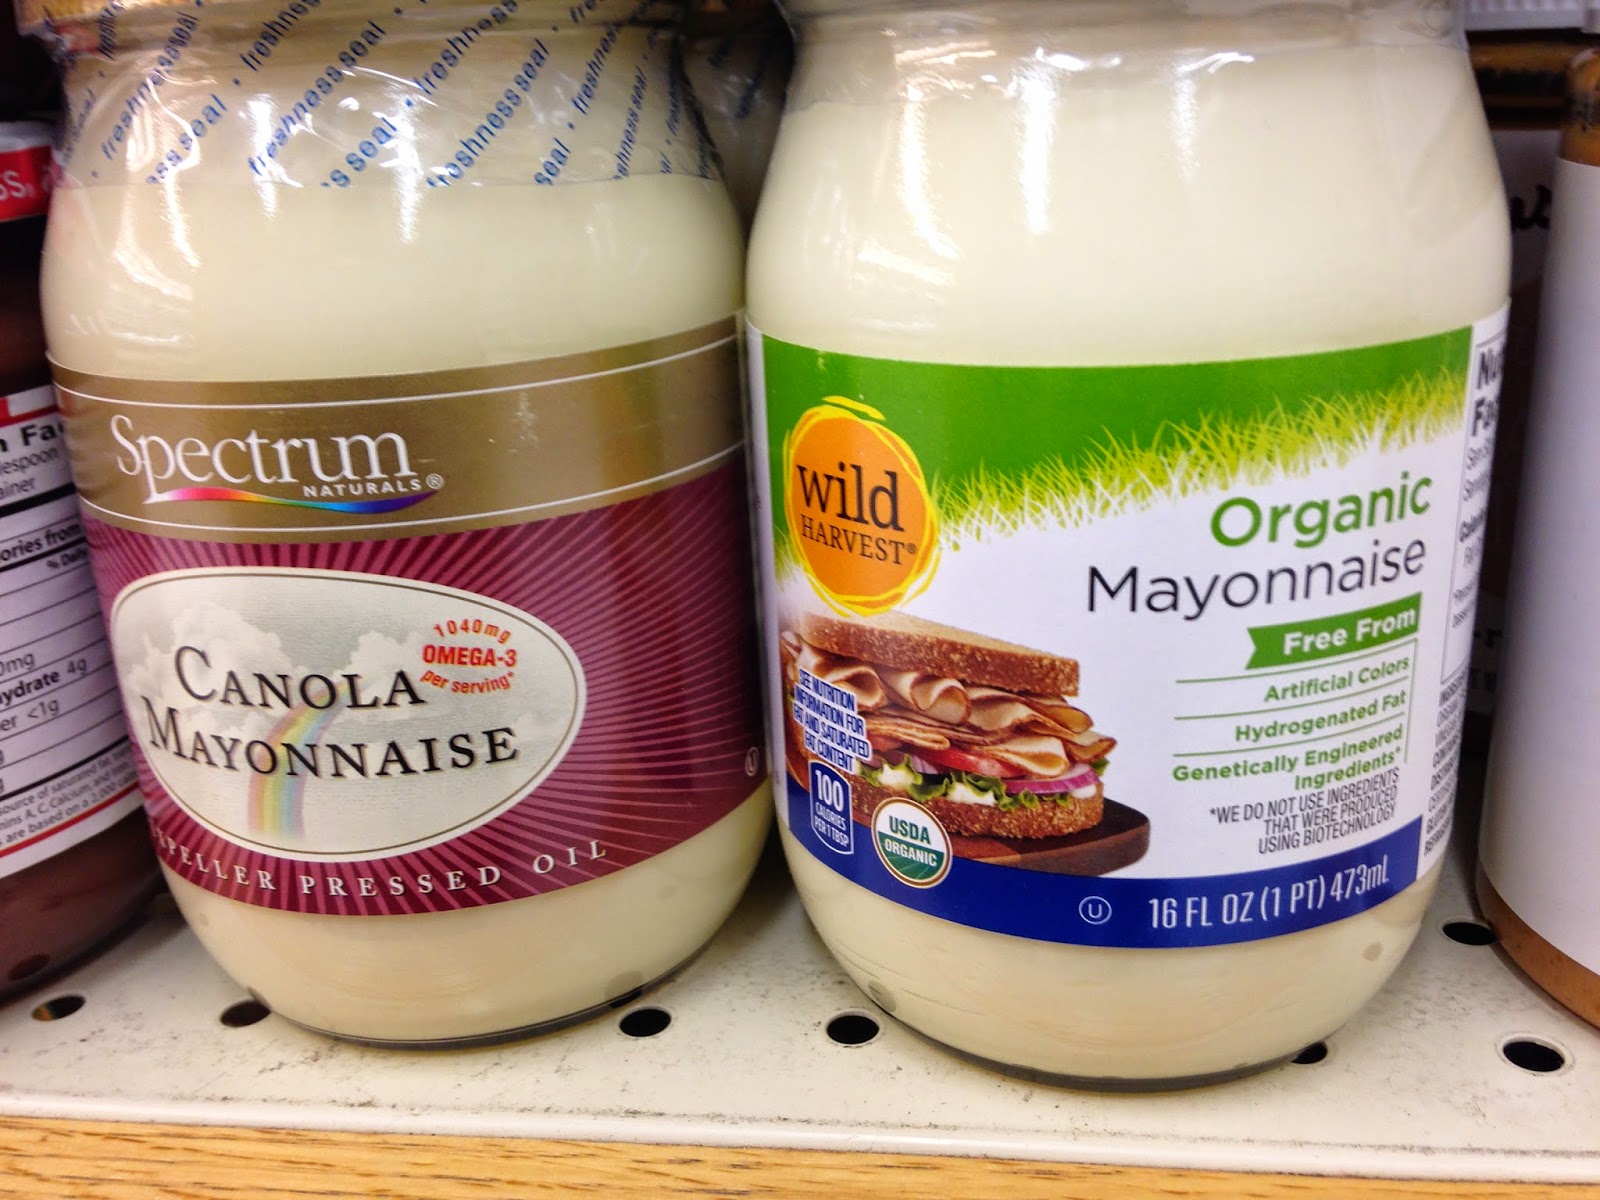 freshness seal · freshness seal
Spectrum
NATURALS®
1040mg
OMEGA-3
per serving*
CANOLA
MAYONNAISE
PRESSED OIL
wild
HARVEST®
Organic
Mayonnaise
Free From
Artificial Colors
Hydrogenated Fat
Genetically Engineered
Ingredients*
*WE DO NOT USE INGREDIENTS
THAT WERE PRODUCED
USING BIOTECHNOLOGY
SEE NUTRITION
INFORMATION FOR
FAT AND SATURATED
FAT CONTENT
100
CALORIES
PER 1 TBSP
USDA
ORGANIC
U
16 FL OZ (1 PT) 473mL